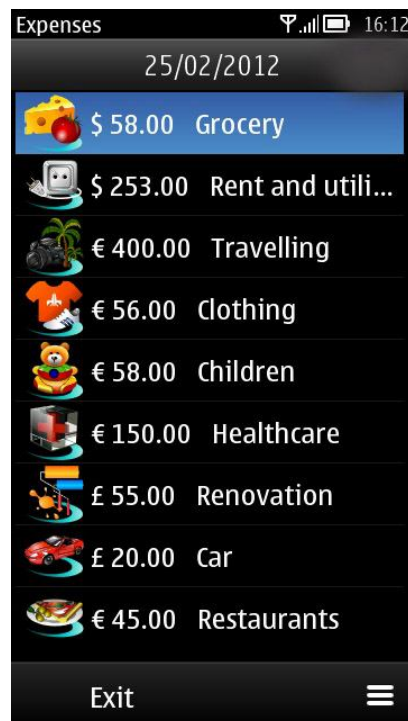 Expenses 16:12
25/02/2012
$ 58.00 Grocery
$ 253.00 Rent and utili...
€ 400.00 Travelling
€ 56.00 Clothing
€ 58.00 Children
€ 150.00 Healthcare
£ 55.00 Renovation
£ 20.00 Car
€ 45.00 Restaurants
Exit